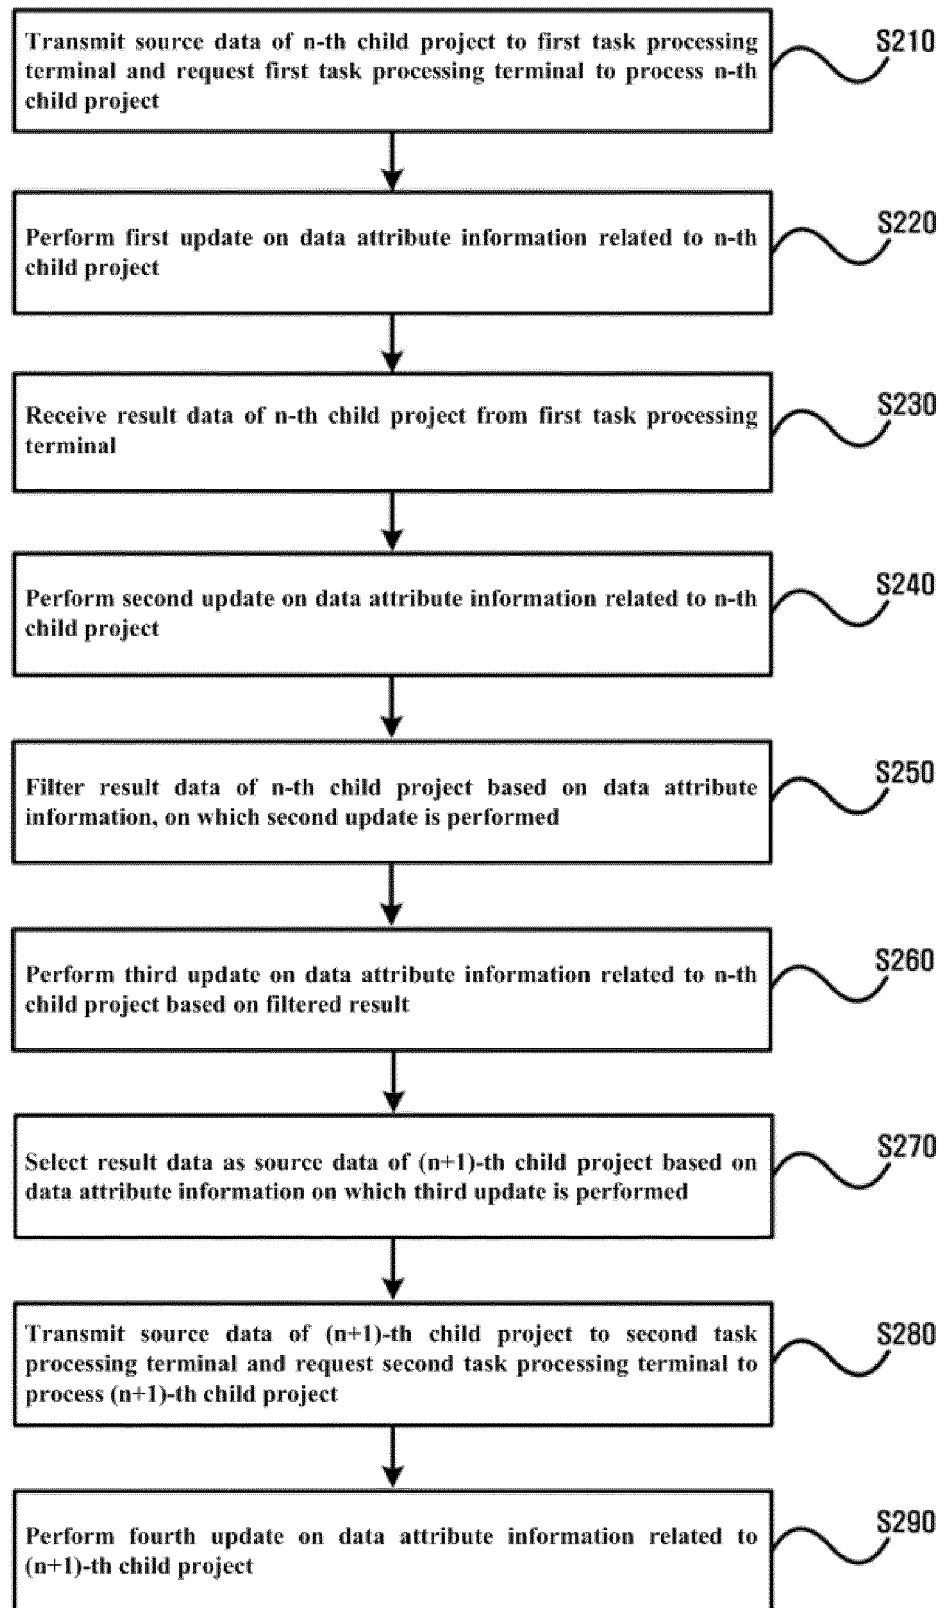 Transmit source data of n-th child project to first task processing
terminal and request first task processing terminal to process n-th
child project
S210
Perform first update on data attribute information related to n-th
child project
S220
Receive result data of n-th child project from first task processing
terminal
S230
Perform second update on data attribute information related to n-th
child project
S240
Filter result data of n-th child project based on data attribute
information, on which second update is performed
S250
Perform third update on data attribute information related to n-th
child project based on filtered result
S260
Select result data as source data of (n+1)-th child project based on
data attribute information on which third update is performed
S270
Transmit source data of (n+1)-th child project to second task
processing terminal and request second task processing terminal to
process (n+1)-th child project
S280
Perform fourth update on data attribute information related to
(n+1)-th child project
S290